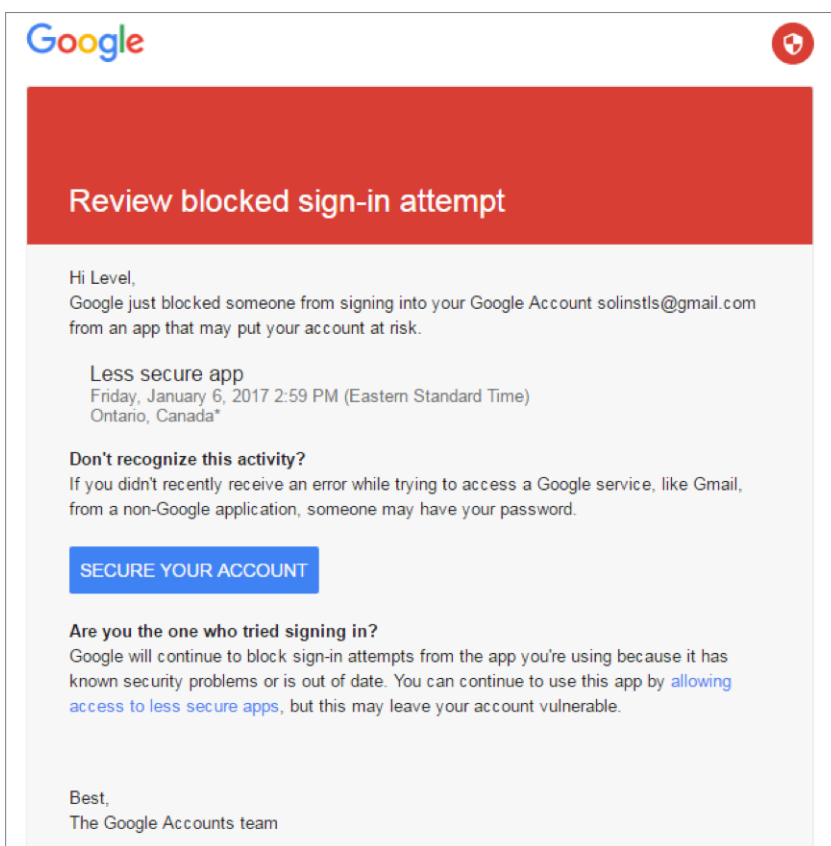 Google
Review blocked sign-in attempt
Hi Level,
Google just blocked someone from signing into your Google Account solinstls@gmail.com
from an app that may put your account at risk.
Less secure app
Friday, January 6, 2017 2:59 PM (Eastern Standard Time)
Ontario, Canada*
Don't recognize this activity?
If you didn't recently receive an error while trying to access a Google service, like Gmail,
from a non-Google application, someone may have your password.
SECURE YOUR ACCOUNT
Are you the one who tried signing in?
Google will continue to block sign-in attempts from the app you're using because it has
known security problems or is out of date. You can continue to use this app by allowing
access to less secure apps, but this may leave your account vulnerable.
Best,
The Google Accounts team